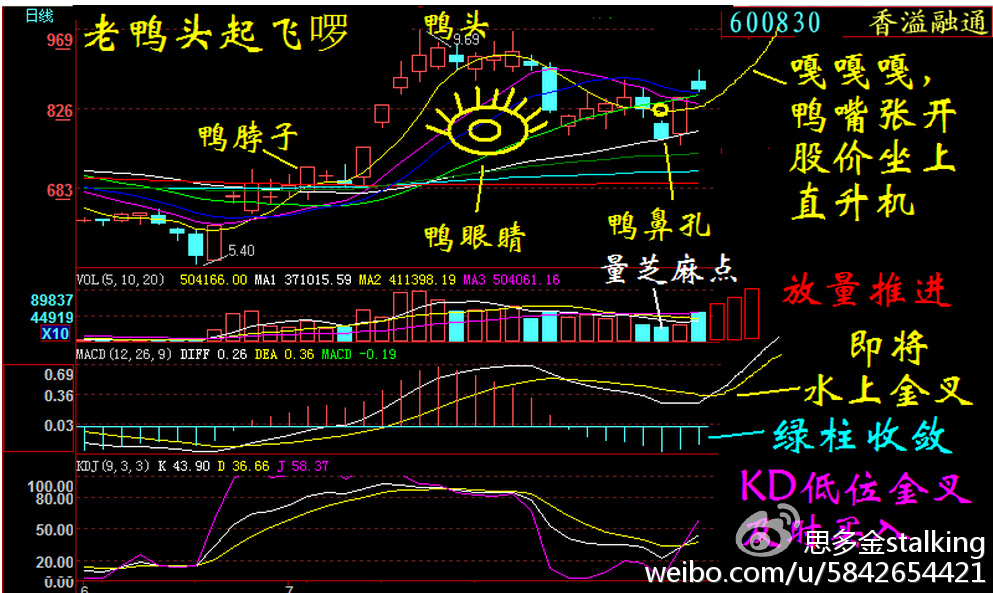 日线
老鸭头起飞啰
鸭头
9.69
600830 香溢融通
969
826
683
鸭脖子
嘎嘎嘎，
鸭嘴张开
股价坐上
直升机
鸭眼睛
鸭鼻孔
5.40
量芝麻点
VOL(5,10,20) 504166.00 MA1 371015.59 MA2 411398.19 MA3 504061.16
89837
44919
X10
放量推进
MACD(12,26,9) DIFF 0.26 DEA 0.36 MACD -0.19
0.69
0.36
0.03
即将
水上金叉
绿柱收敛
KDJ(9,3,3) K 43.90 D 36.66 J 58.37
100.00
80.00
50.00
20.00
0.00
KD低位金叉
及时买入
6
7
思多金stalking
weibo.com/u/5842654421